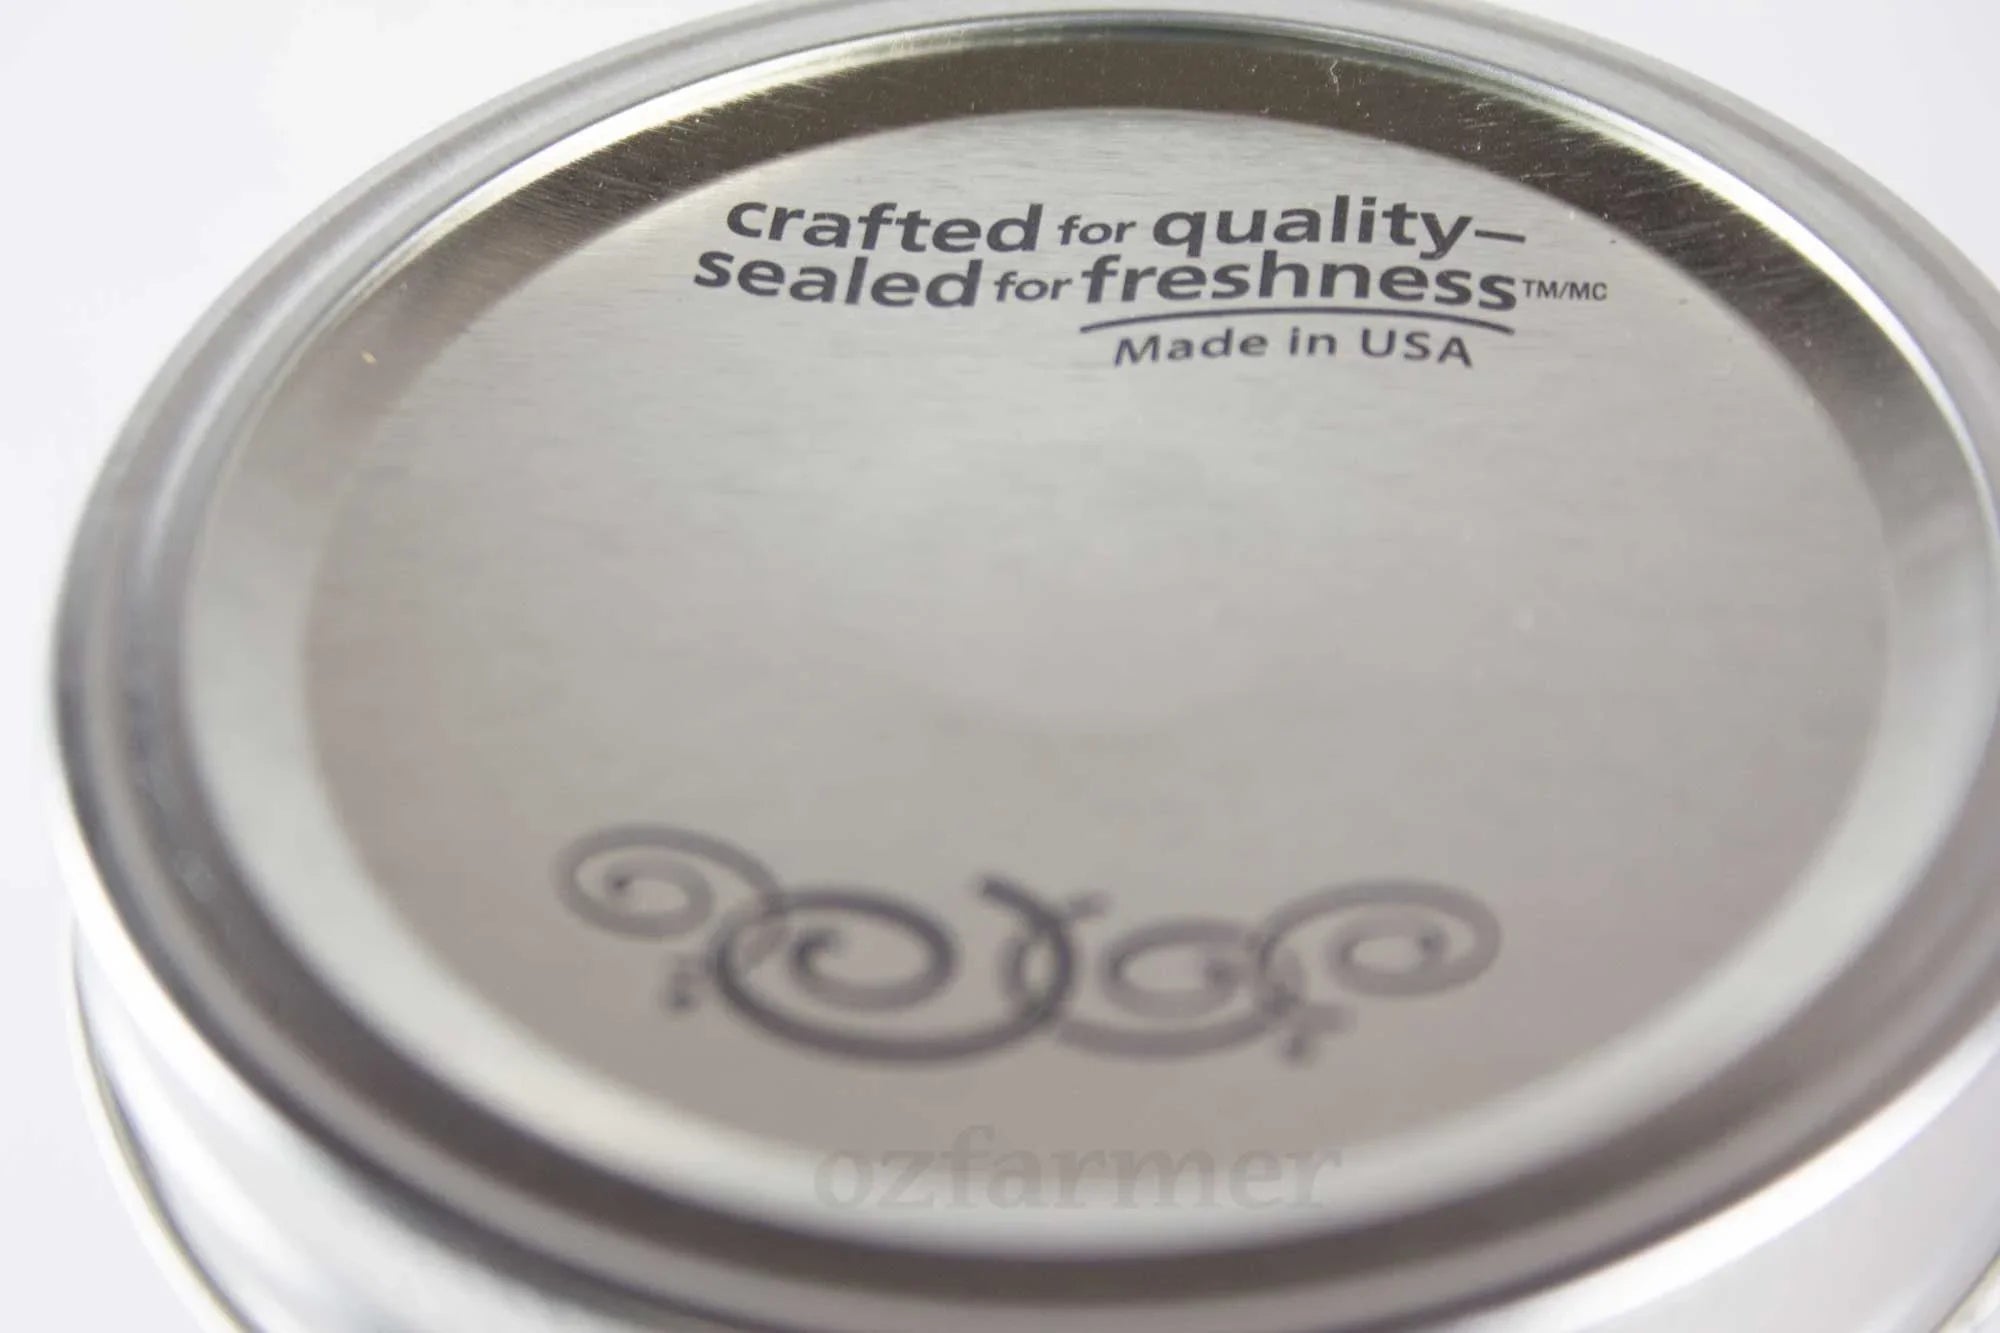 crafted for quality–
sealed for freshness™/MC
Made in USA
ozfarmer